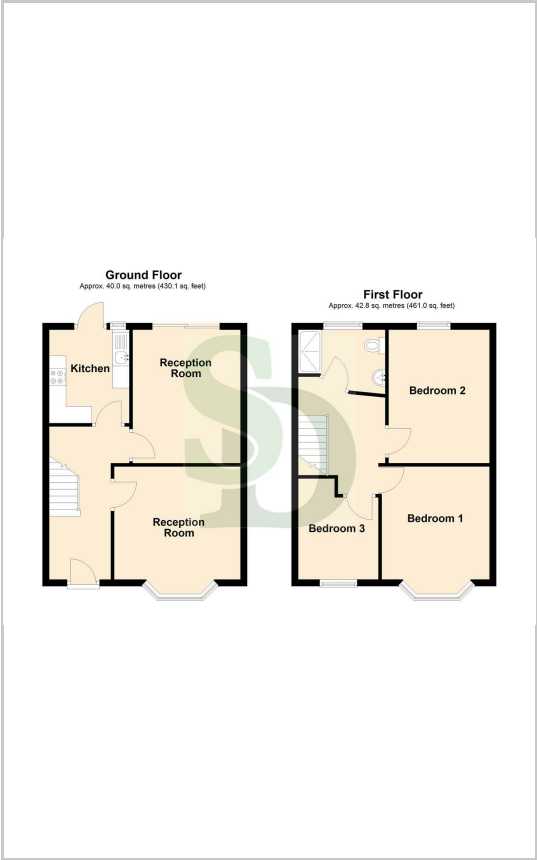 Ground Floor
Approx. 40.0 sq. metres (430.1 sq. feet)
Kitchen
Reception
Room
Reception
Room
First Floor
Approx. 42.8 sq. metres (461.0 sq. feet)
Bedroom 2
Bedroom 1
Bedroom 3
SD